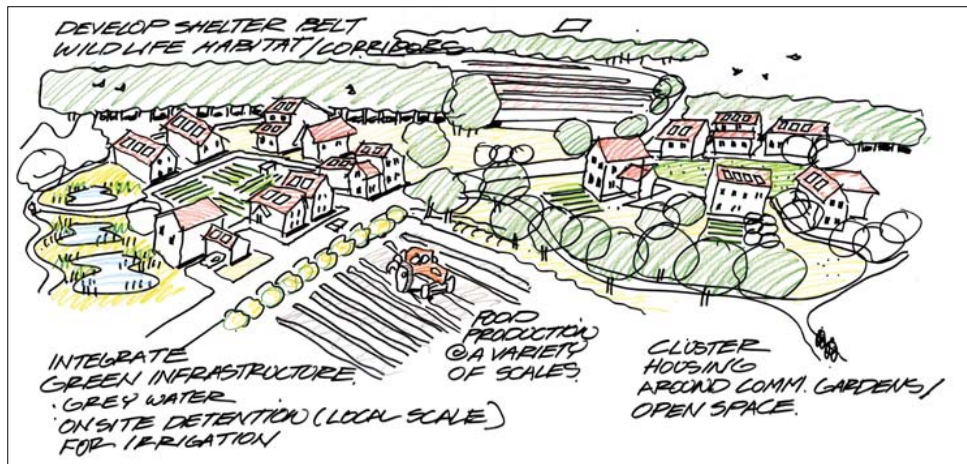 DEVELOP SHELTER BELT
WILDLIFE HABITAT/CORRIDORS
INTEGRATE
GREEN INFRASTRUCTURE
· GREY WATER
ONSITE DETENTION (LOCAL SCALE)
FOR IRRIGATION
FOOD
PRODUCTION
@ A VARIETY
OF SCALES
CLUSTER
HOUSING
AROUND COMM. GARDENS/
OPEN SPACE.